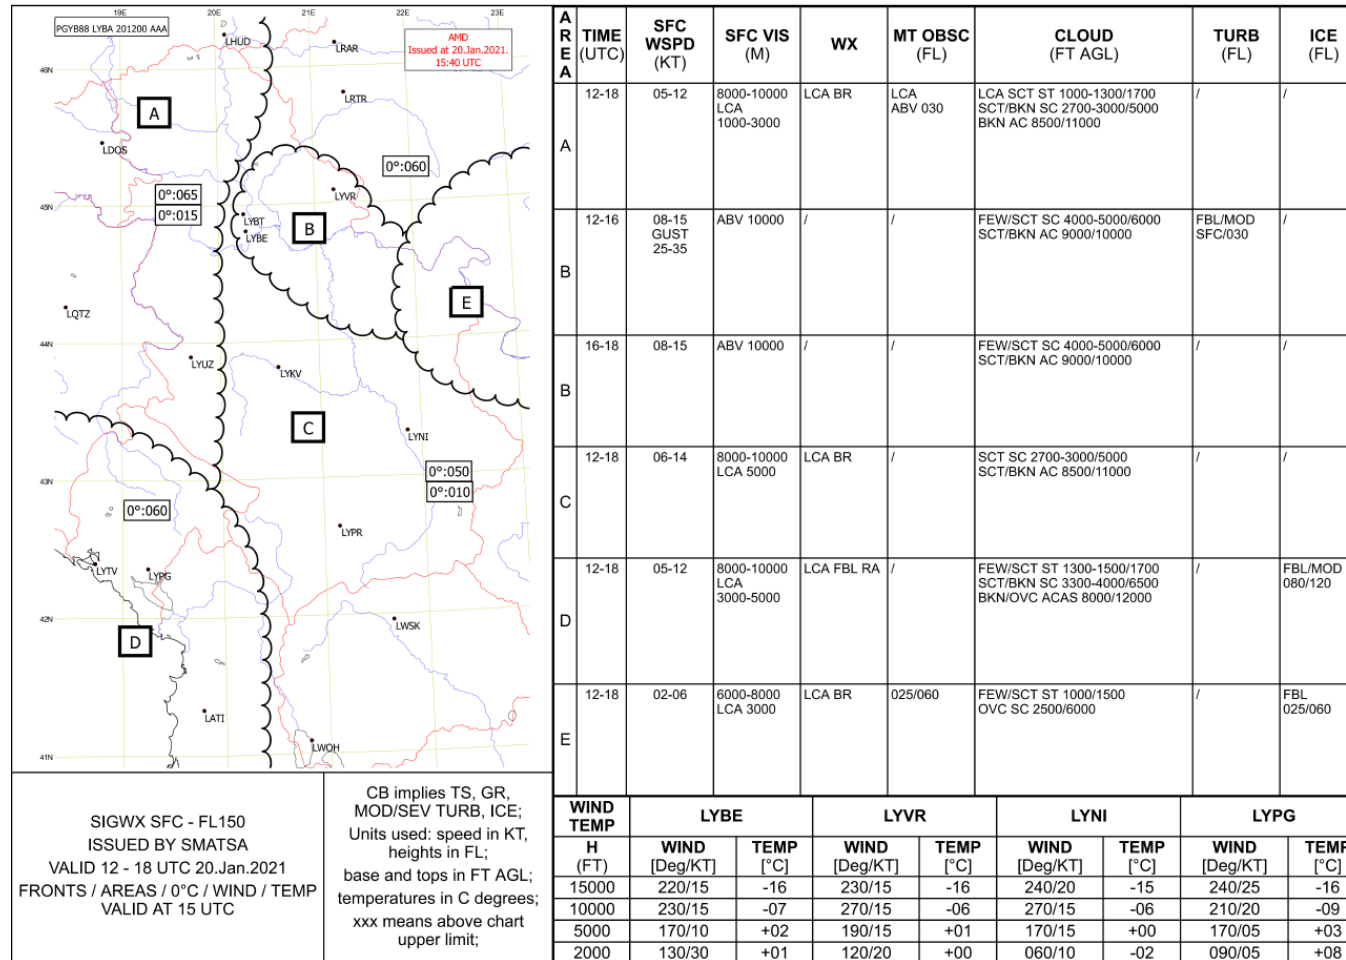 PGYB88 LYBA 201200 AAA
AMD
Issued at 20.Jan.2021.
15:40 UTC
19E
20E
21E
22E
23E
46N
45N
44N
43N
42N
41N
LHUD
LRAR
LRTR
A
LDOS
0°:060
0°:065
0°:015
LYVR
LYBT
LYBE
B
E
LQTZ
LYUZ
LYKV
C
LYNI
0°:050
0°:010
0°:060
LYPR
LYTV
LYPG
D
LWSK
LATI
LWOH
SIGWX SFC - FL150
ISSUED BY SMATSA
VALID 12 - 18 UTC 20.Jan.2021
FRONTS / AREAS / 0°C / WIND / TEMP
VALID AT 15 UTC
CB implies TS, GR,
MOD/SEV TURB, ICE;
Units used: speed in KT,
heights in FL;
base and tops in FT AGL;
temperatures in C degrees;
xxx means above chart
upper limit;
A
R
E
A
TIME
(UTC)
SFC
WSPD
(KT)
SFC VIS
(M)
WX
MT OBSC
(FL)
CLOUD
(FT AGL)
TURB
(FL)
ICE
(FL)
A
12-18
05-12
8000-10000
LCA
1000-3000
LCA BR
LCA
ABV 030
LCA SCT ST 1000-1300/1700
SCT/BKN SC 2700-3000/5000
BKN AC 8500/11000
/
/
B
12-16
08-15
GUST
25-35
ABV 10000
/
/
FEW/SCT SC 4000-5000/6000
SCT/BKN AC 9000/10000
FBL/MOD
SFC/030
/
B
16-18
08-15
ABV 10000
/
/
FEW/SCT SC 4000-5000/6000
SCT/BKN AC 9000/10000
/
/
C
12-18
06-14
8000-10000
LCA 5000
LCA BR
/
SCT SC 2700-3000/5000
SCT/BKN AC 8500/11000
/
/
D
12-18
05-12
8000-10000
LCA
3000-5000
LCA FBL RA
/
FEW/SCT ST 1300-1500/1700
SCT/BKN SC 3300-4000/6500
BKN/OVC ACAS 8000/12000
/
FBL/MOD
080/120
E
12-18
02-06
6000-8000
LCA 3000
LCA BR
025/060
FEW/SCT ST 1000/1500
OVC SC 2500/6000
/
FBL
025/060
WIND
TEMP
LYBE
LYVR
LYNI
LYPG
H
(FT)
WIND
[Deg/KT]
TEMP
[°C]
WIND
[Deg/KT]
TEMP
[°C]
WIND
[Deg/KT]
TEMP
[°C]
WIND
[Deg/KT]
TEMP
[°C]
15000 220/15 -16 230/15 -16 240/20 -15 240/25 -16
10000 230/15 -07 270/15 -06 270/15 -06 210/20 -09
5000 170/10 +02 190/15 +01 170/15 +00 170/05 +03
2000 130/30 +01 120/20 +00 060/10 -02 090/05 +08